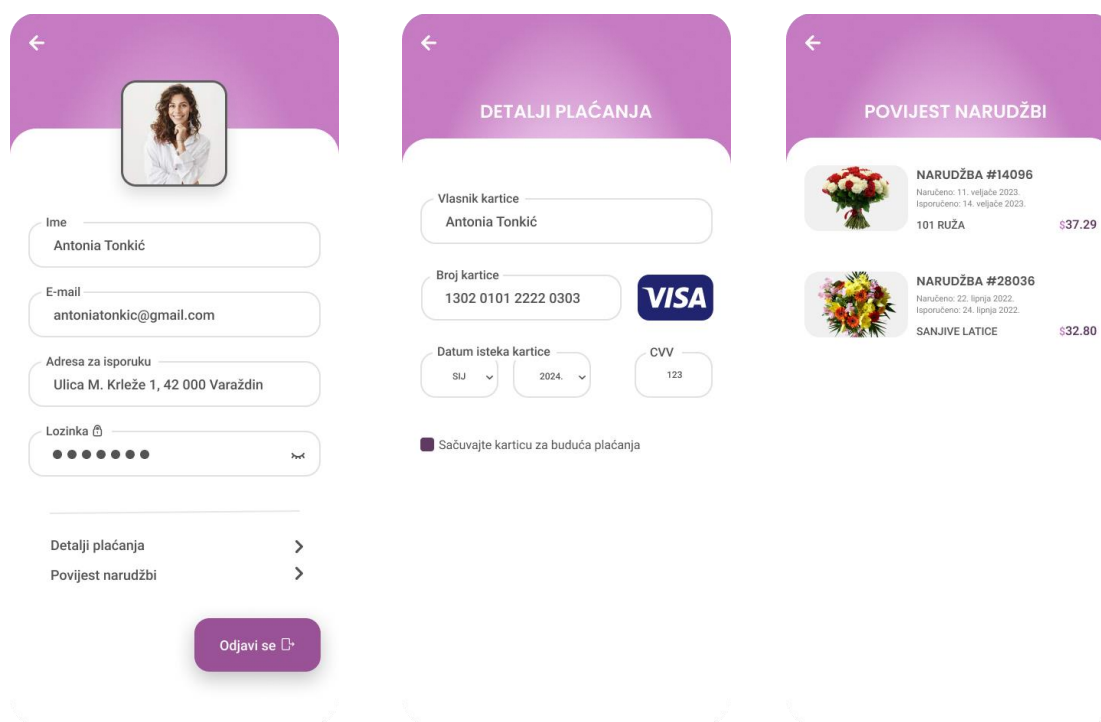 Ime
Antonia Tonkić
E-mail
antoniatonkic@gmail.com
Adresa za isporuku
Ulica M. Krleže 1, 42 000 Varaždin
Lozinka
Detalji plaćanja
Povijest narudžbi
Odjavi se
DETALJI PLAĆANJA
Vlasnik kartice
Antonia Tonkić
Broj kartice
1302 0101 2222 0303
VISA
Datum isteka kartice
CVV
SIJ
2024.
123
Sačuvajte karticu za buduća plaćanja
POVIJEST NARUDŽBI
NARUDŽBA #14096
Naručeno: 11. veljače 2023.
Isporučeno: 14. veljače 2023.
101 RUŽA $37.29
NARUDŽBA #28036
Naručeno: 22. lipnja 2022.
Isporučeno: 24. lipnja 2022.
SANJIVE LATICE $32.80